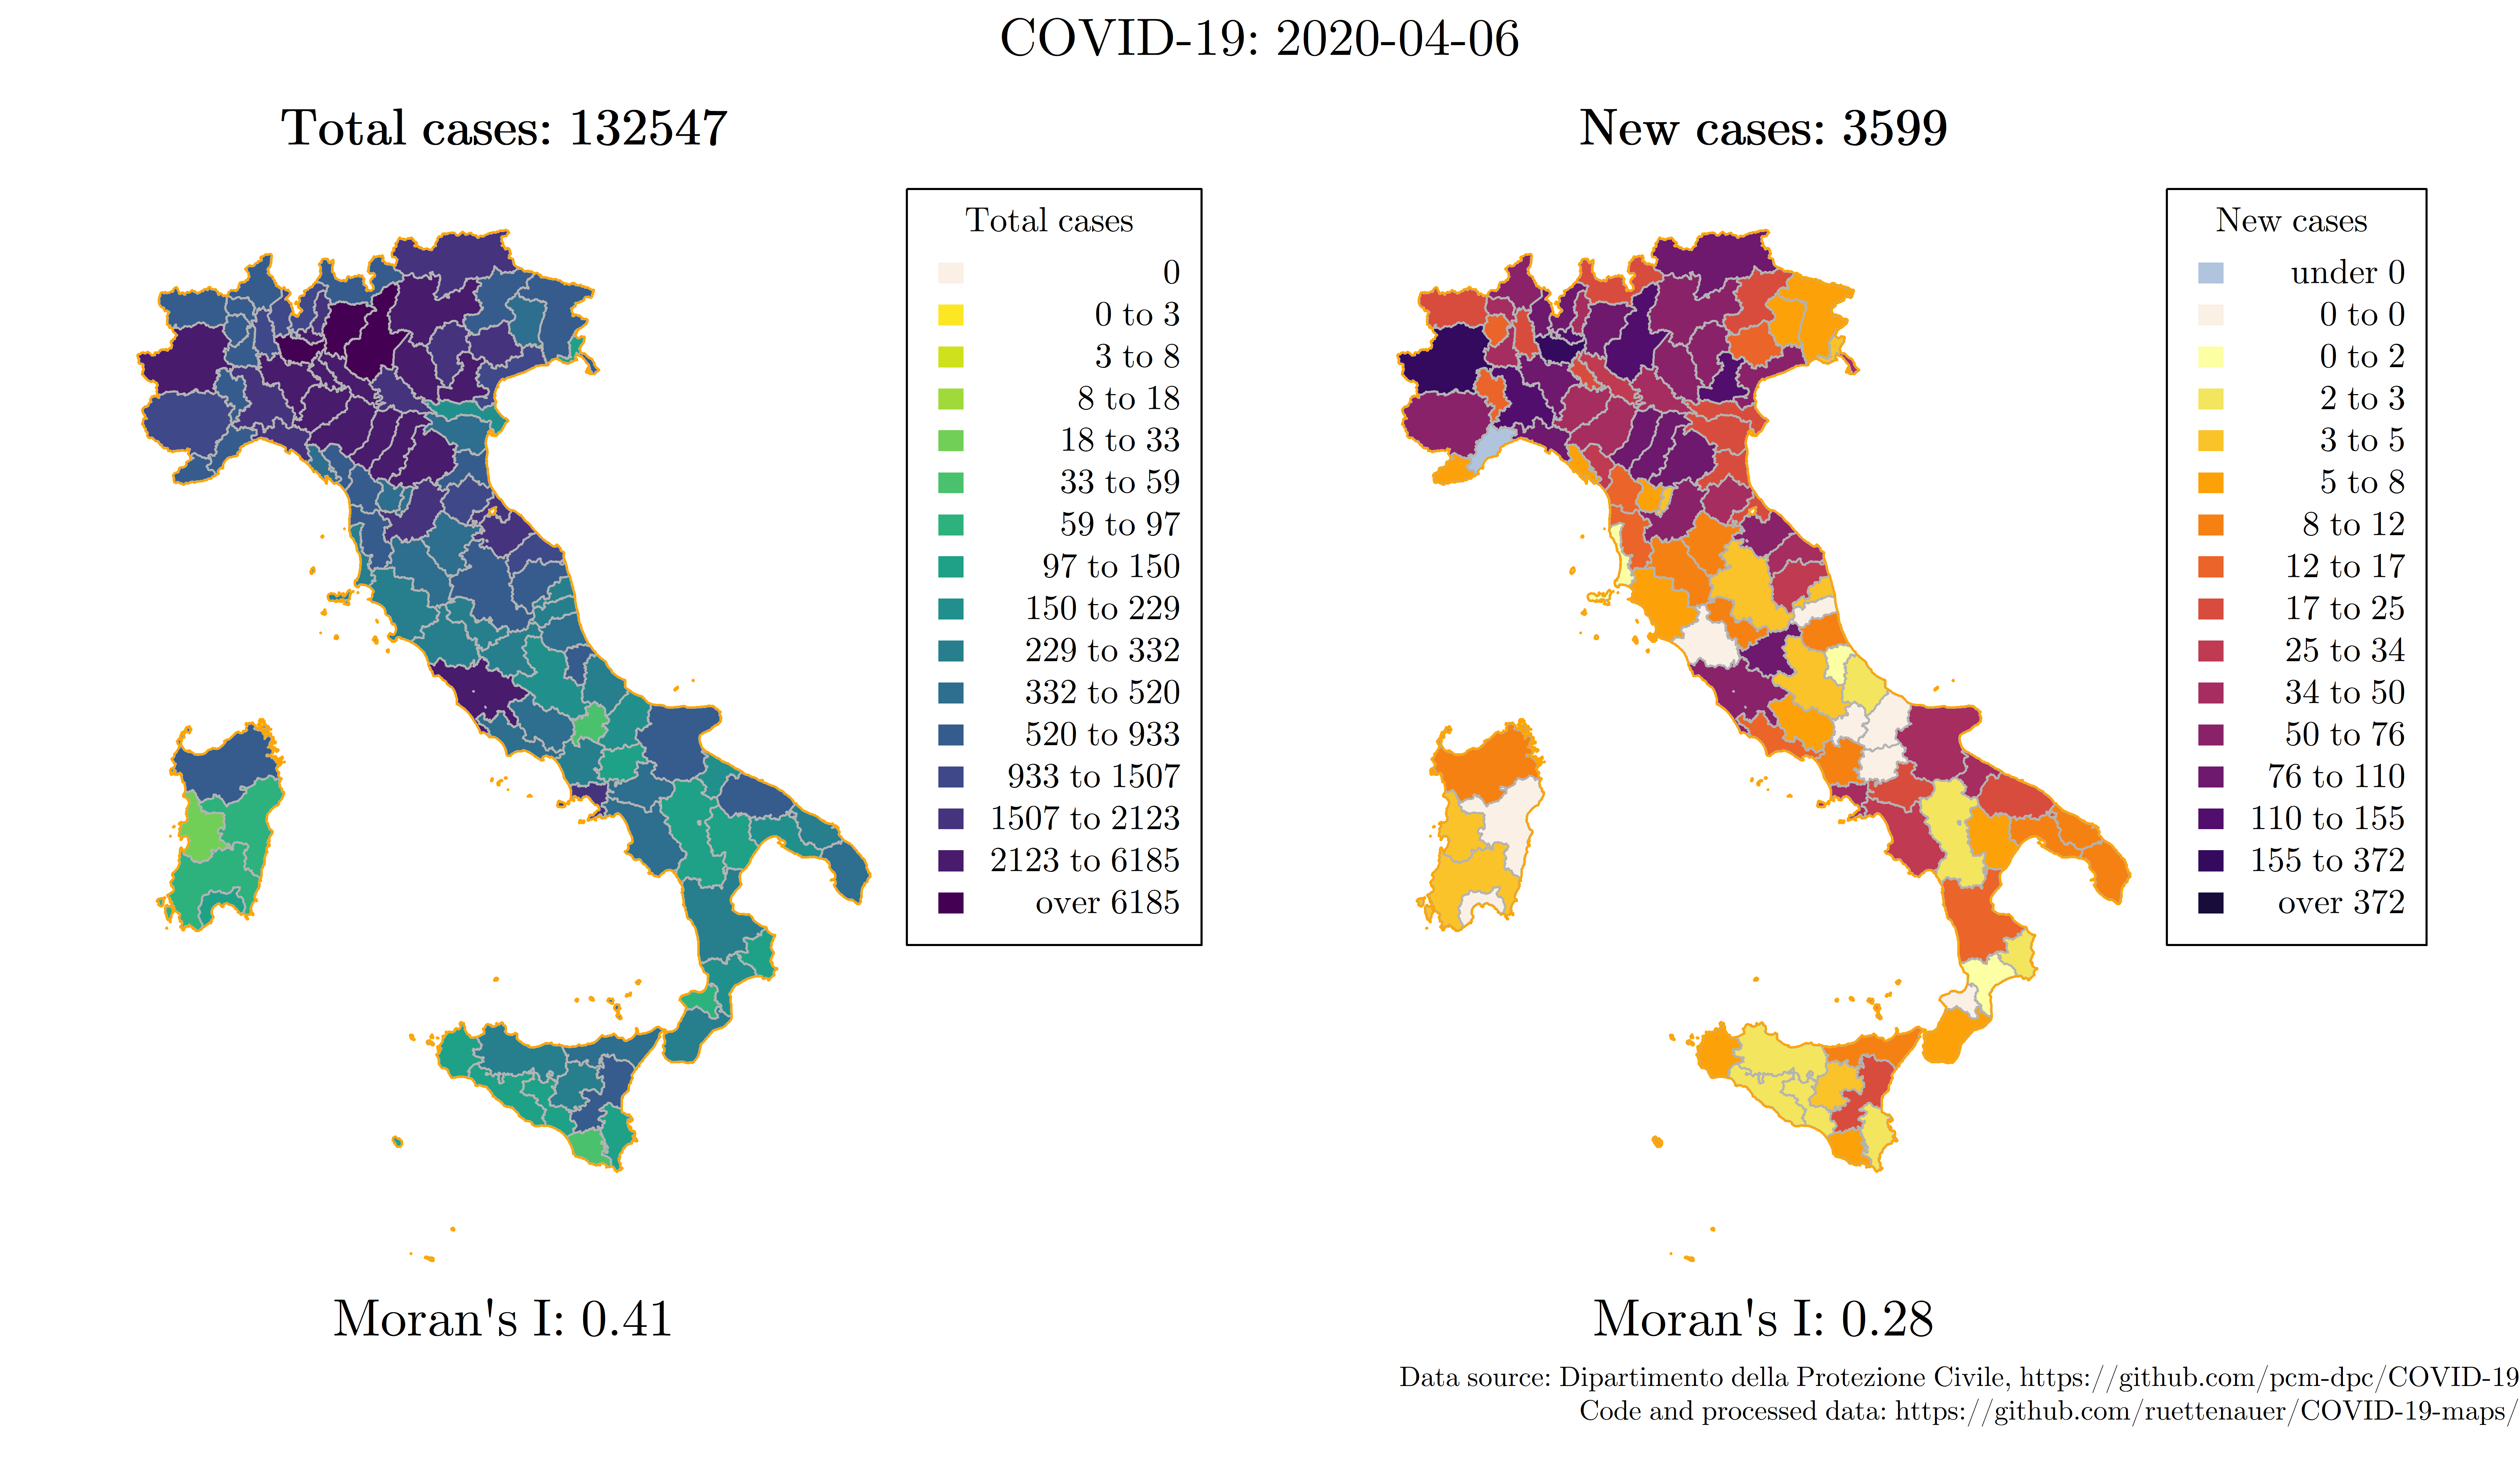 COVID-19: 2020-04-06
Total cases: 132547
Total cases
0
0 to 3
3 to 8
8 to 18
18 to 33
33 to 59
59 to 97
97 to 150
150 to 229
229 to 332
332 to 520
520 to 933
933 to 1507
1507 to 2123
2123 to 6185
over 6185
Moran's I: 0.41
New cases: 3599
New cases
under 0
0 to 0
0 to 2
2 to 3
3 to 5
5 to 8
8 to 12
12 to 17
17 to 25
25 to 34
34 to 50
50 to 76
76 to 110
110 to 155
155 to 372
over 372
Moran's I: 0.28
Data source: Dipartimento della Protezione Civile, https://github.com/pcm-dpc/COVID-19
Code and processed data: https://github.com/ruettenauer/COVID-19-maps/